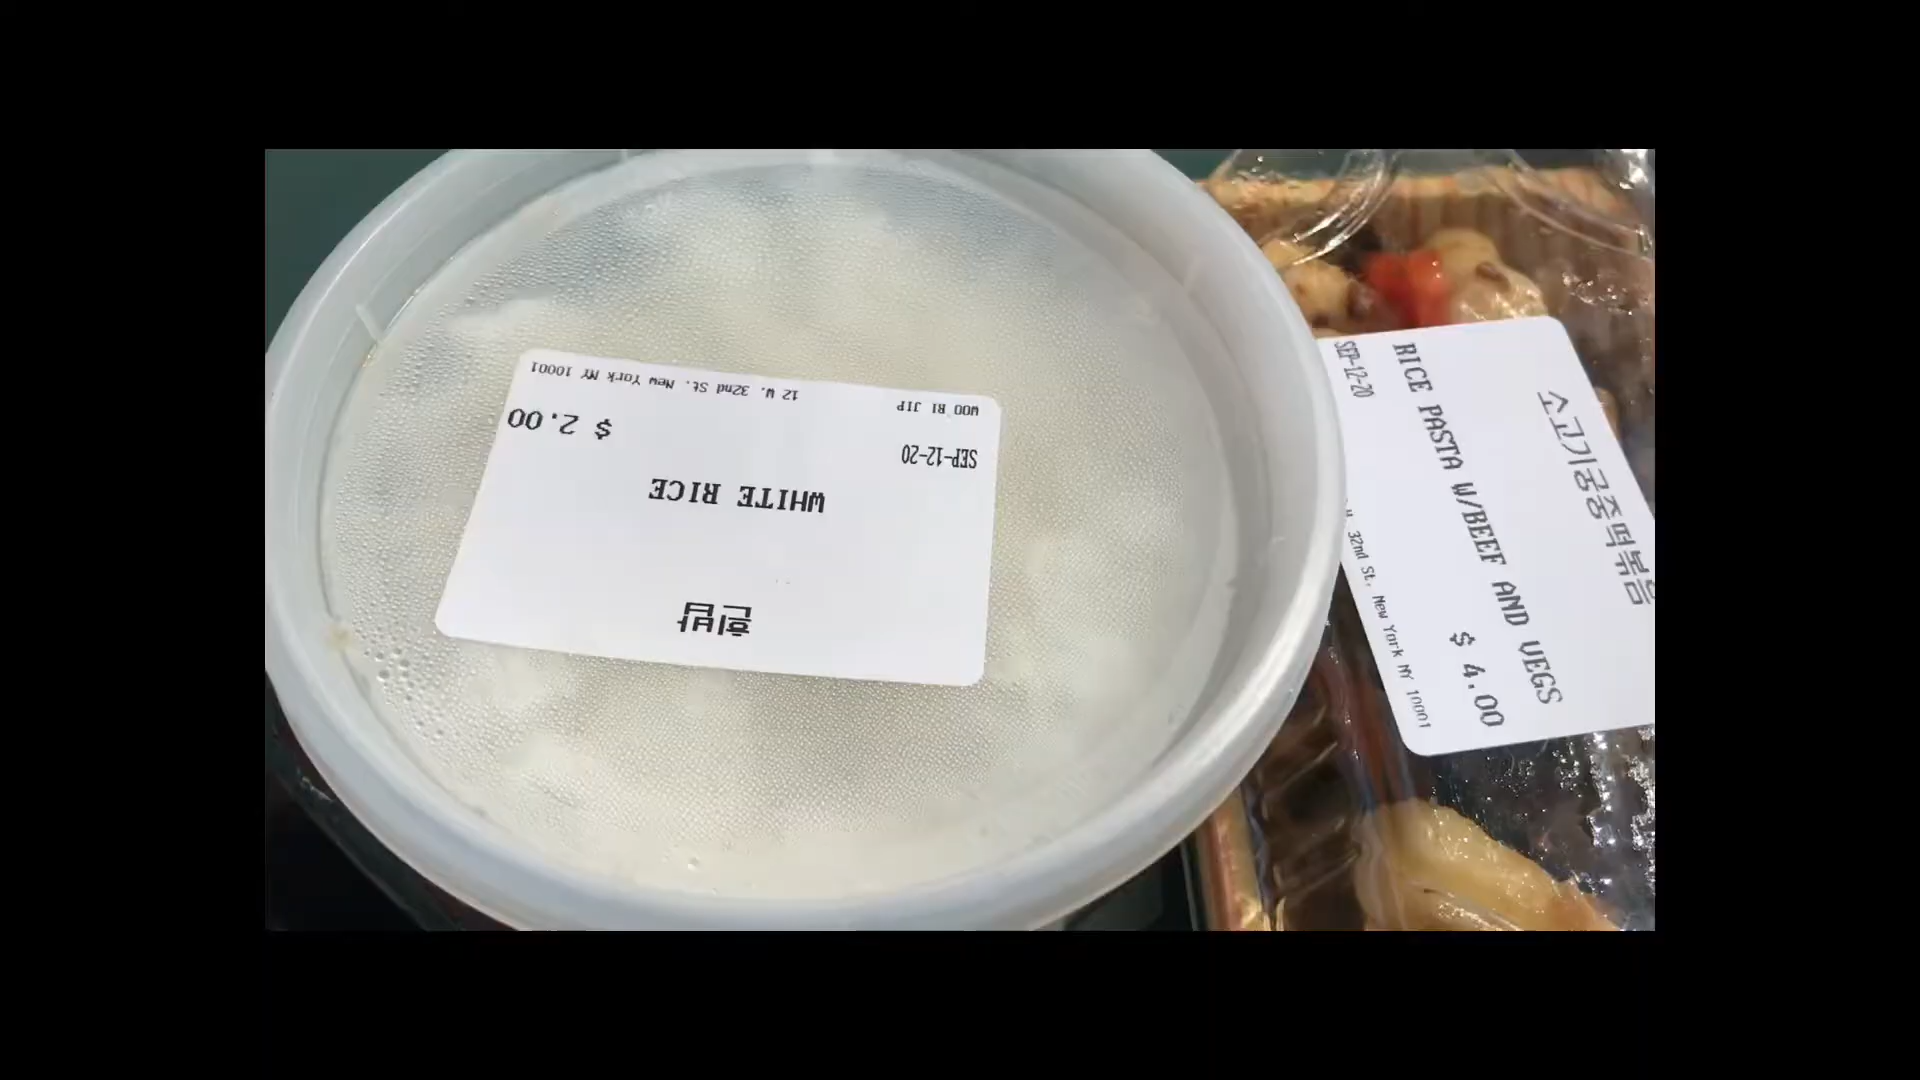 흰밥
WHITE RICE
SEP-12-20
$ 2.00
WOO RI JIP
12 W. 32nd St. New York NY 10001
소고기궁중떡볶음
RICE PASTA W/BEEF AND VEGS
SEP-12-20
$ 4.00
32nd St. New York NY 10001